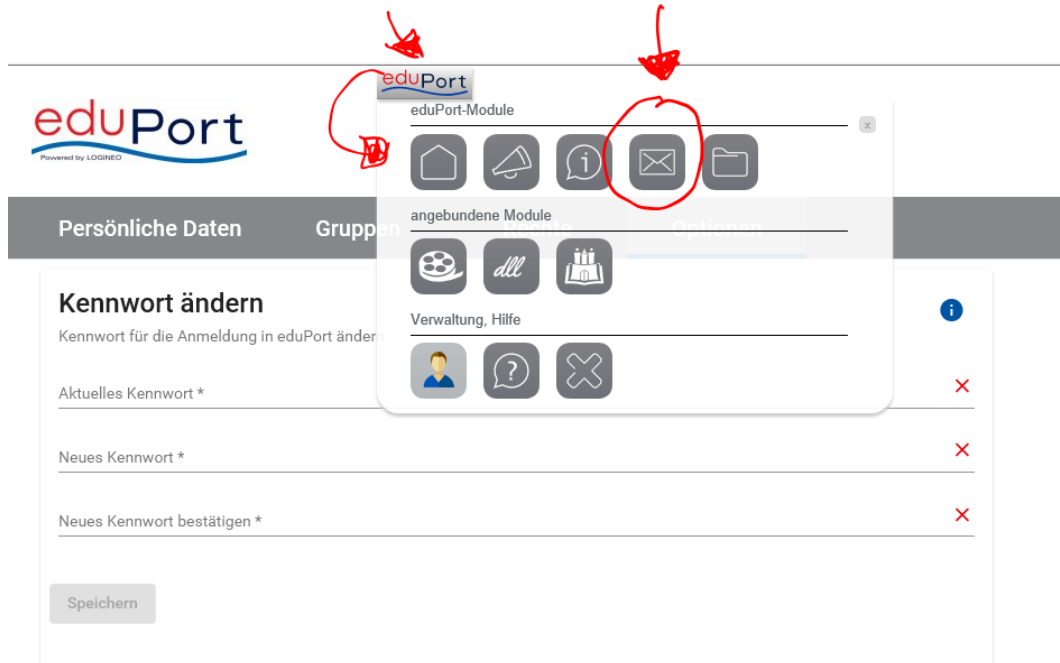 eduPort
eduPort-Module
x
eduPort
Powered by LOGINEO
Persönliche Daten Gruppen Rechte Optionen
angebundene Module
dll
Kennwort ändern
i
Kennwort für die Anmeldung in eduPort ändern
Verwaltung, Hilfe
?
Aktuelles Kennwort *
Neues Kennwort *
Neues Kennwort bestätigen *
Speichern